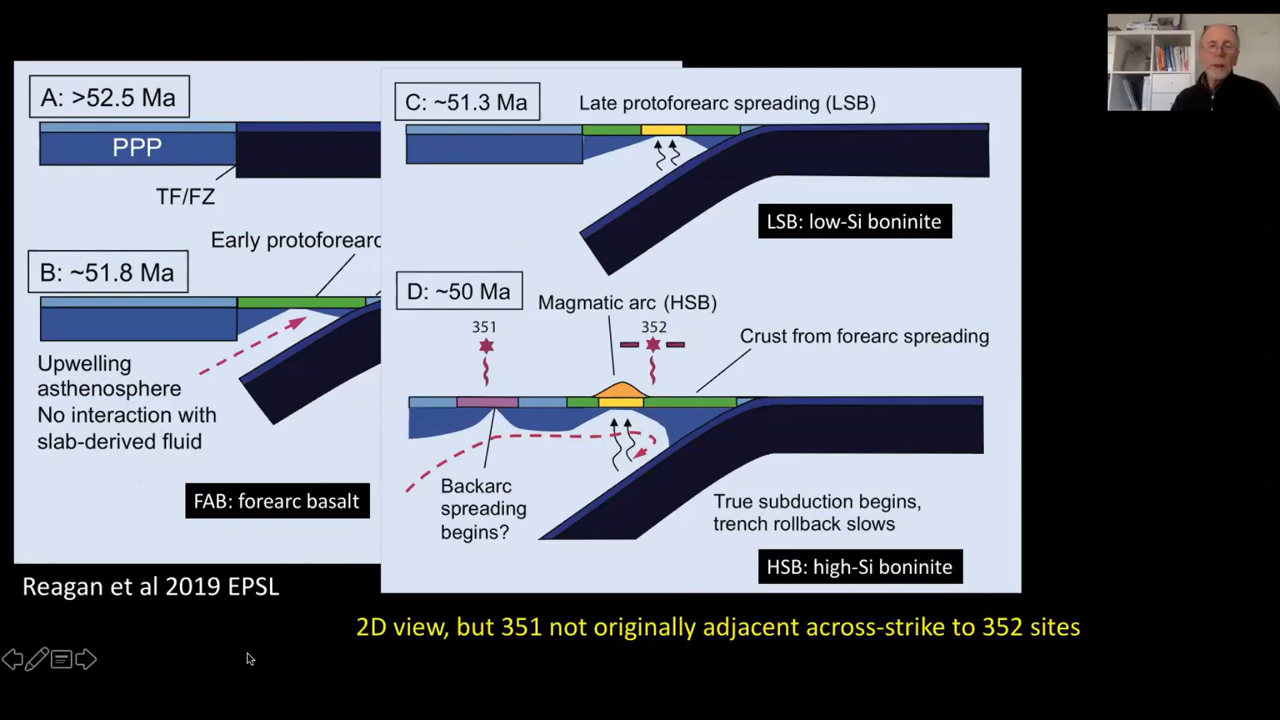 A: >52.5 Ma
PPP
TF/FZ
Early protoforearc
B: ~51.8 Ma
Upwelling
asthenosphere
No interaction with
slab-derived fluid
FAB: forearc basalt
Reagan et al 2019 EPSL
C: ~51.3 Ma
Late protoforearc spreading (LSB)
LSB: low-Si boninite
D: ~50 Ma
Magmatic arc (HSB)
351
352
Crust from forearc spreading
Backarc
spreading
begins?
True subduction begins,
trench rollback slows
HSB: high-Si boninite
2D view, but 351 not originally adjacent across-strike to 352 sites